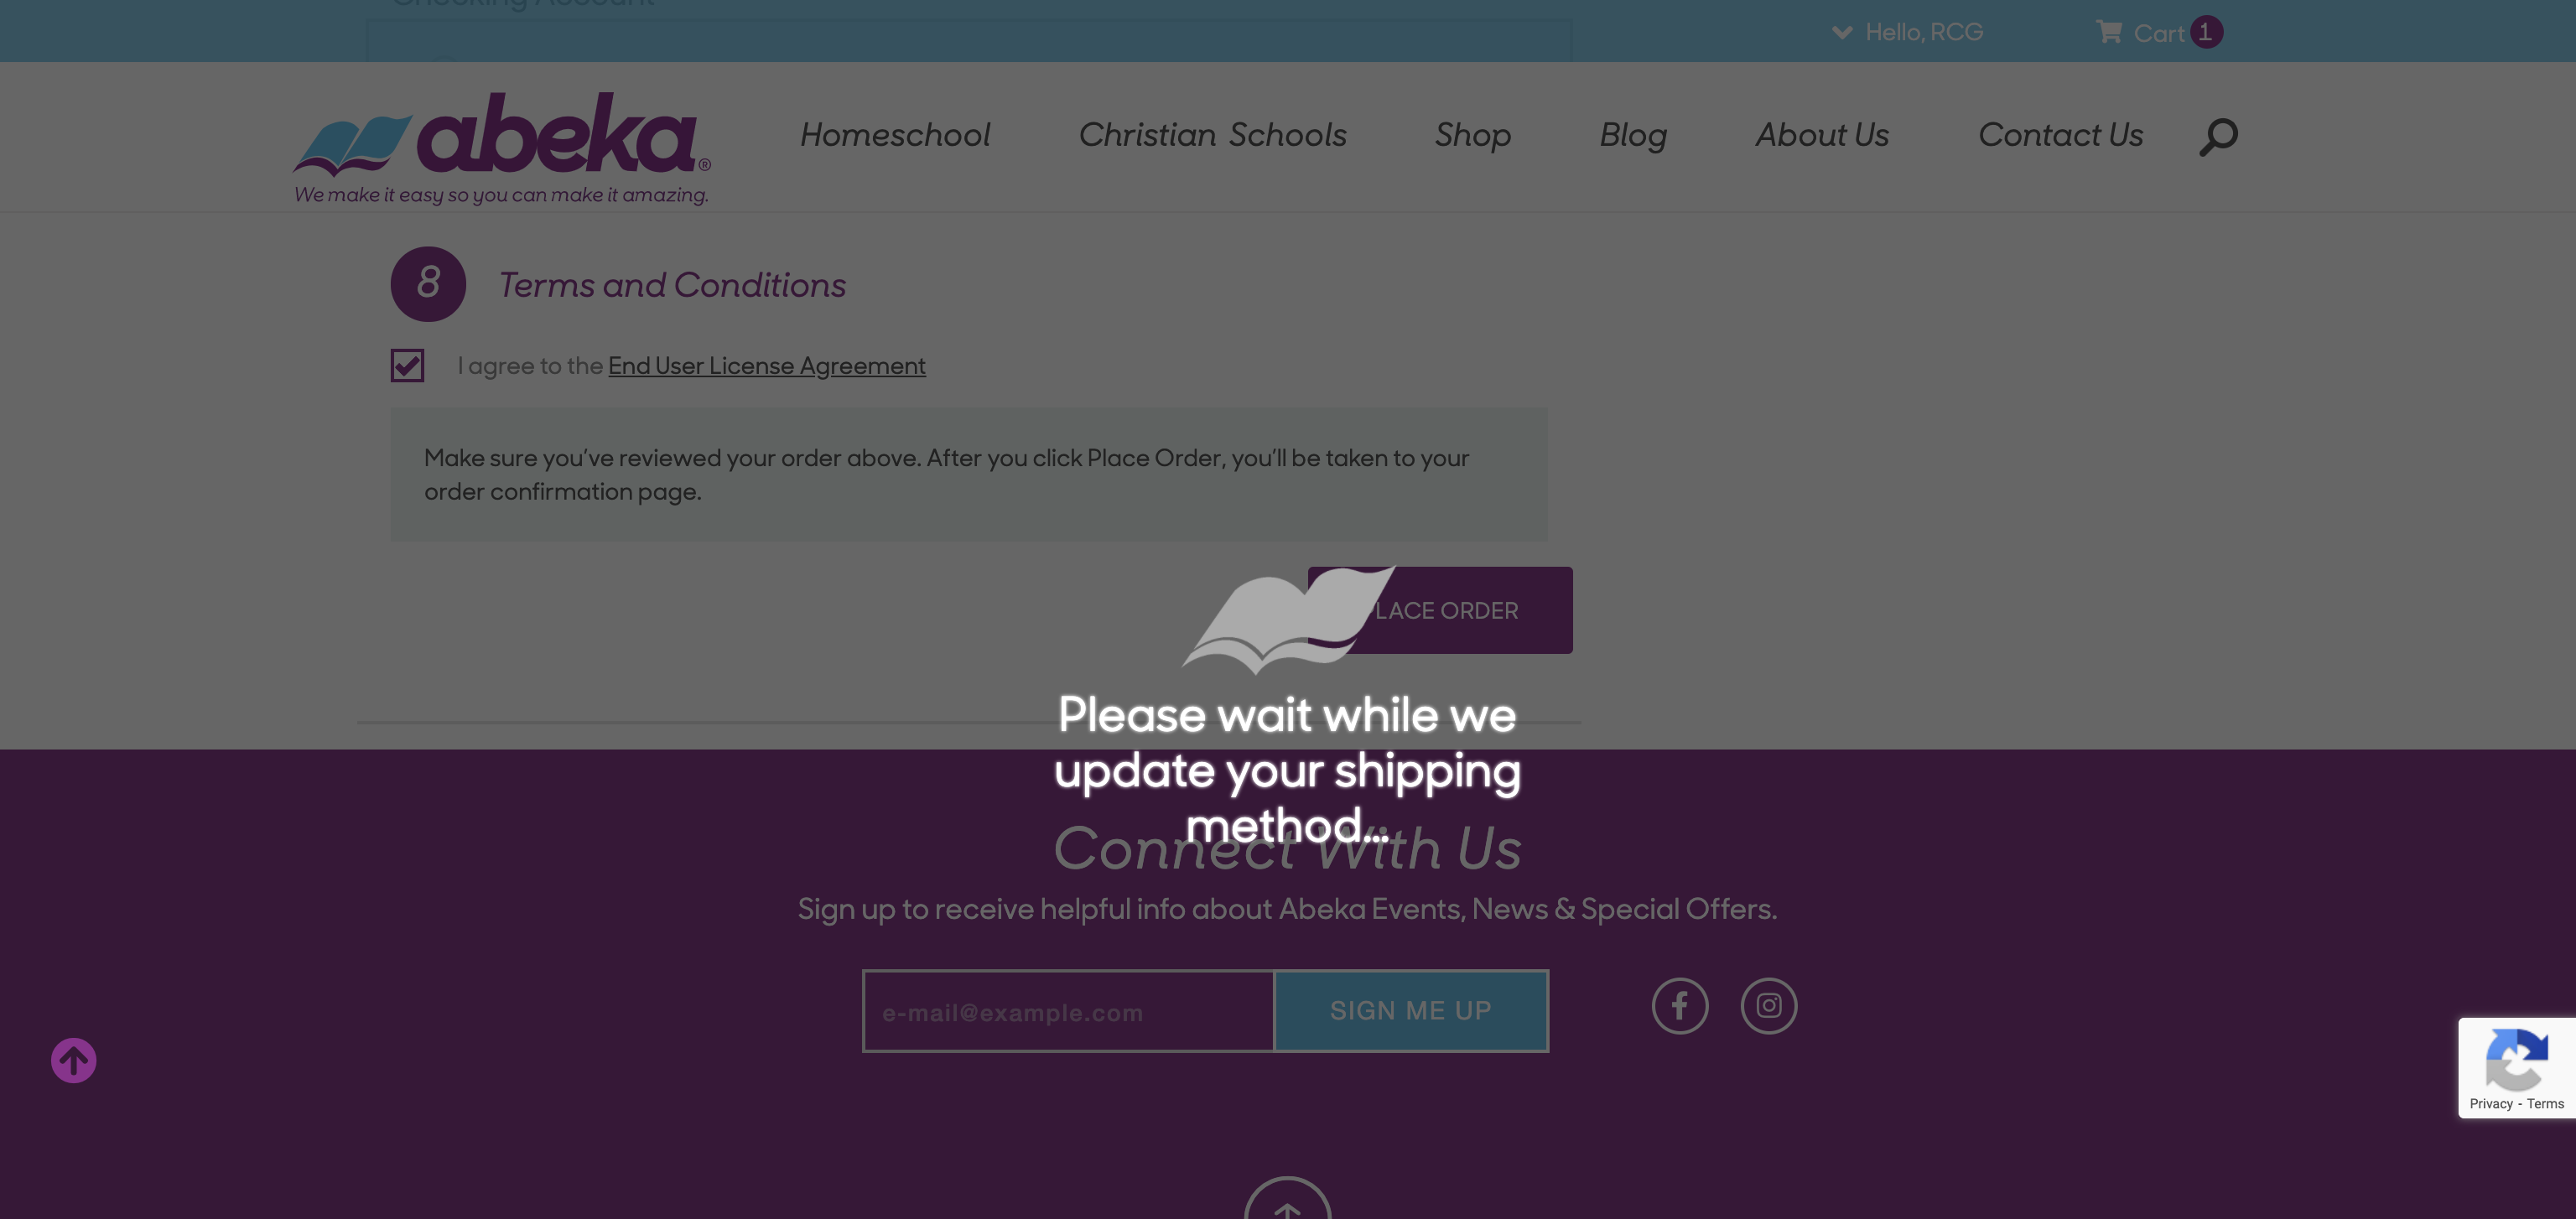 Checking Account
Hello, RCG
Cart 1
abeka®
We make it easy so you can make it amazing.
Homeschool
Christian Schools
Shop
Blog
About Us
Contact Us
8
Terms and Conditions
I agree to the End User License Agreement
Make sure you've reviewed your order above. After you click Place Order, you'll be taken to your
order confirmation page.
PLACE ORDER
Please wait while we
update your shipping
method...
Connect With Us
Sign up to receive helpful info about Abeka Events, News & Special Offers.
e-mail@example.com
SIGN ME UP
Privacy - Terms